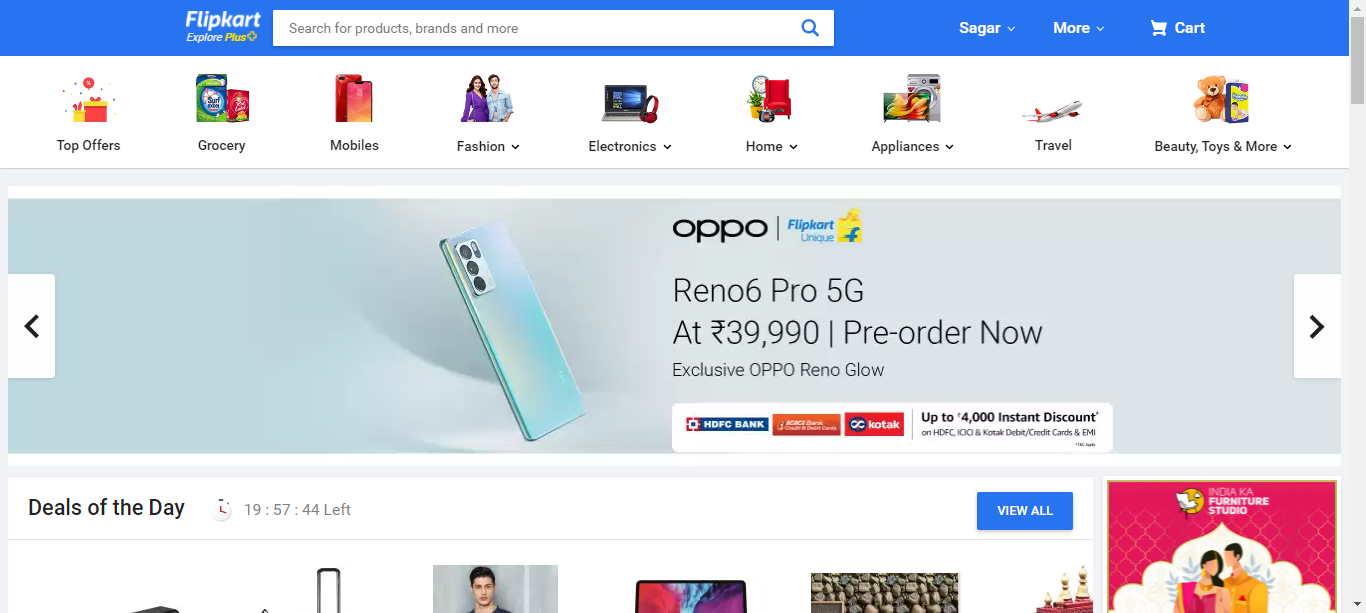 Flipkart
Explore Plus
Search for products, brands and more
Sagar
More
Cart
Top Offers
Grocery
Mobiles
Fashion
Electronics
Home
Appliances
Travel
Beauty, Toys & More
oppo | Flipkart
Unique
Reno6 Pro 5G
At ₹39,990 | Pre-order Now
Exclusive OPPO Reno Glow
HDFC BANK
ICICI Bank
Credit & Debit Cards
kotak
Up to ₹4,000 Instant Discount*
on HDFC, ICICI & Kotak Debit/Credit Cards & EMI
*T&C Apply
Deals of the Day
19 : 57 : 44 Left
VIEW ALL
INDIA KA
FURNITURE
STUDIO